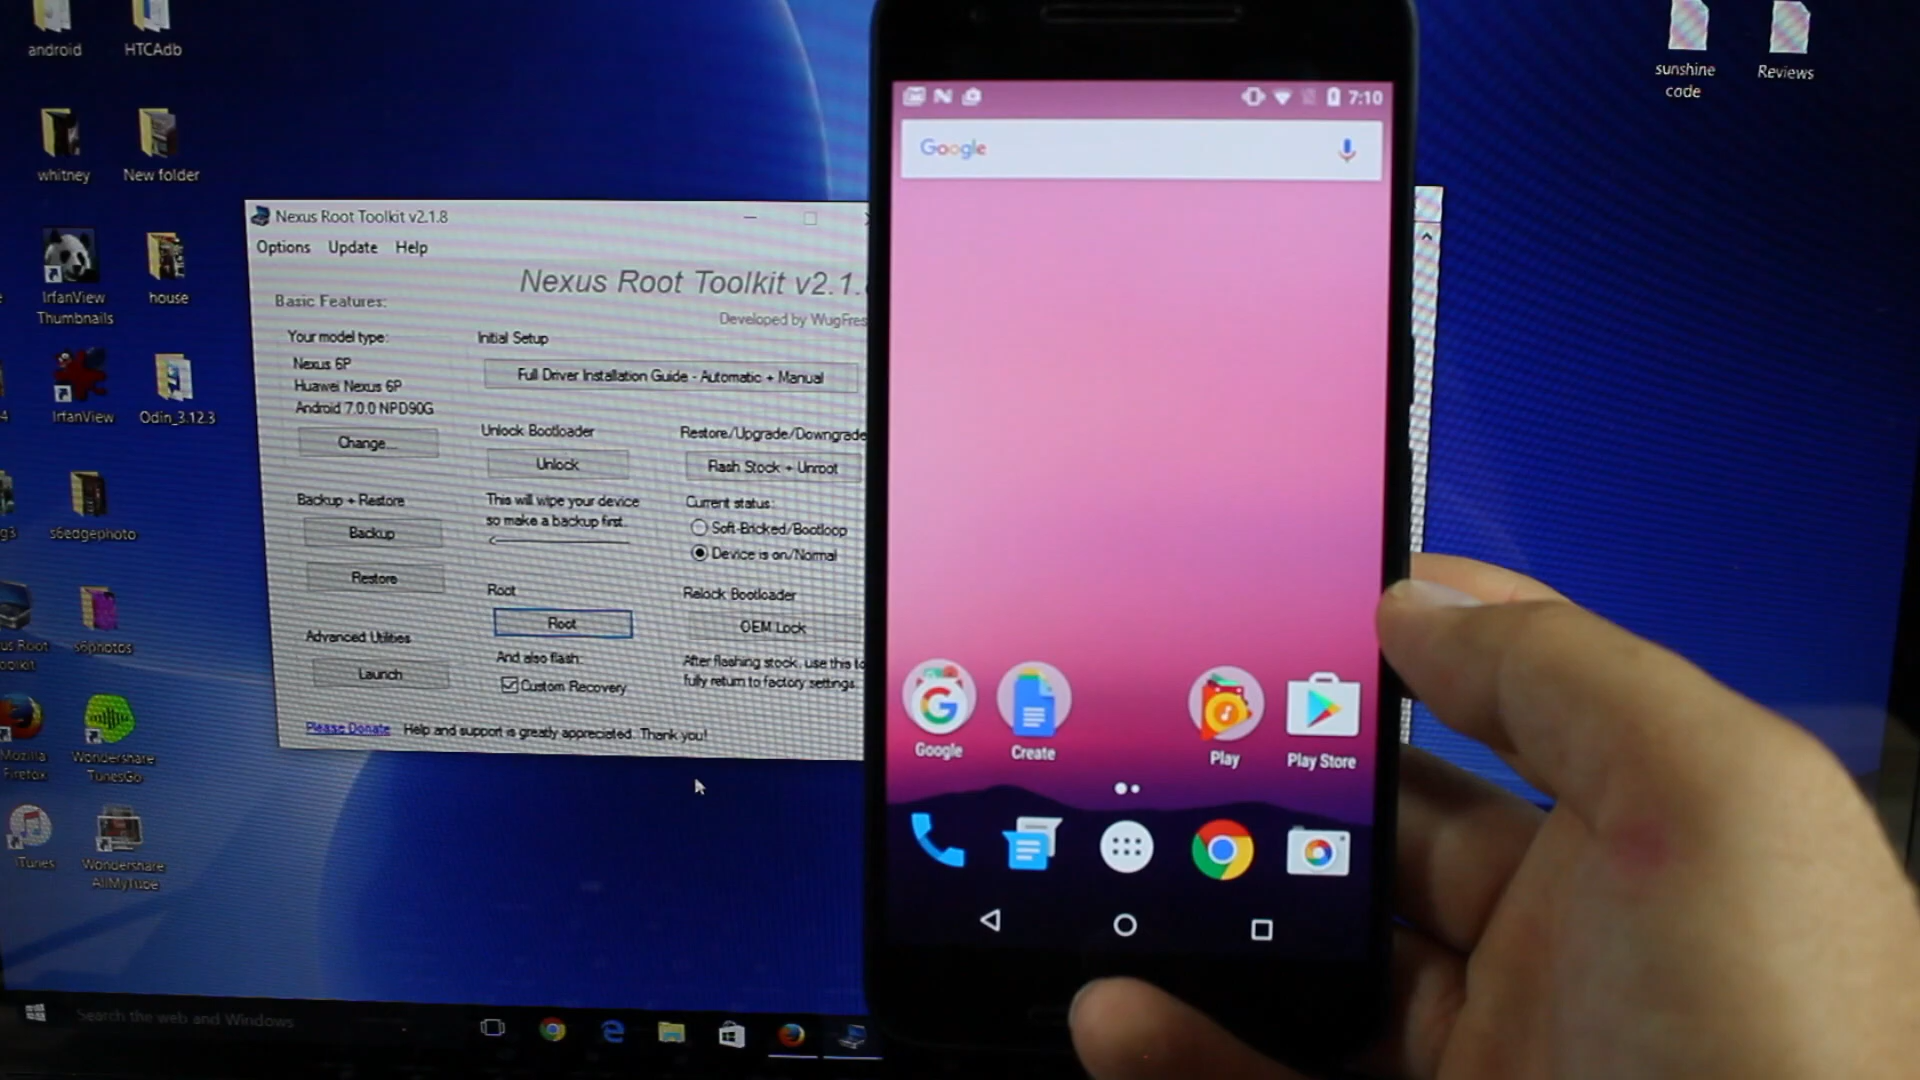 android
HTCAdb
whitney
New folder
IrfanView
Thumbnails
house
IrfanView
Odin_3.12.3
s6edgephoto
s6photos
Mozilla
Firefox
Wondershare
TunesGo
iTunes
Wondershare
AllMyTube
sunshine
code
Reviews
Nexus Root Toolkit v2.1.8
Options Update Help
Nexus Root Toolkit v2.1.
Developed by WugFres
Basic Features:
Your model type:
Nexus 6P
Huawei Nexus 6P
Android 7.0.0 NPD90G
Change...
Backup + Restore
Backup
Restore
Advanced Utilities
Launch
Initial Setup
Full Driver Installation Guide - Automatic + Manual
Unlock Bootloader
Unlock
This will wipe your device
so make a backup first.
Root
Root
And also flash:
Custom Recovery
Restore/Upgrade/Downgrade
Flash Stock + Unroot
Current status:
Soft-Bricked/Bootloop
Device is on/Normal
Relock Bootloader
OEM Lock
After flashing stock, use this to
fully return to factory settings.
Please Donate Help and support is greatly appreciated. Thank you!
7:10
Google
Google
Create
Play
Play Store
Search the web and Windows